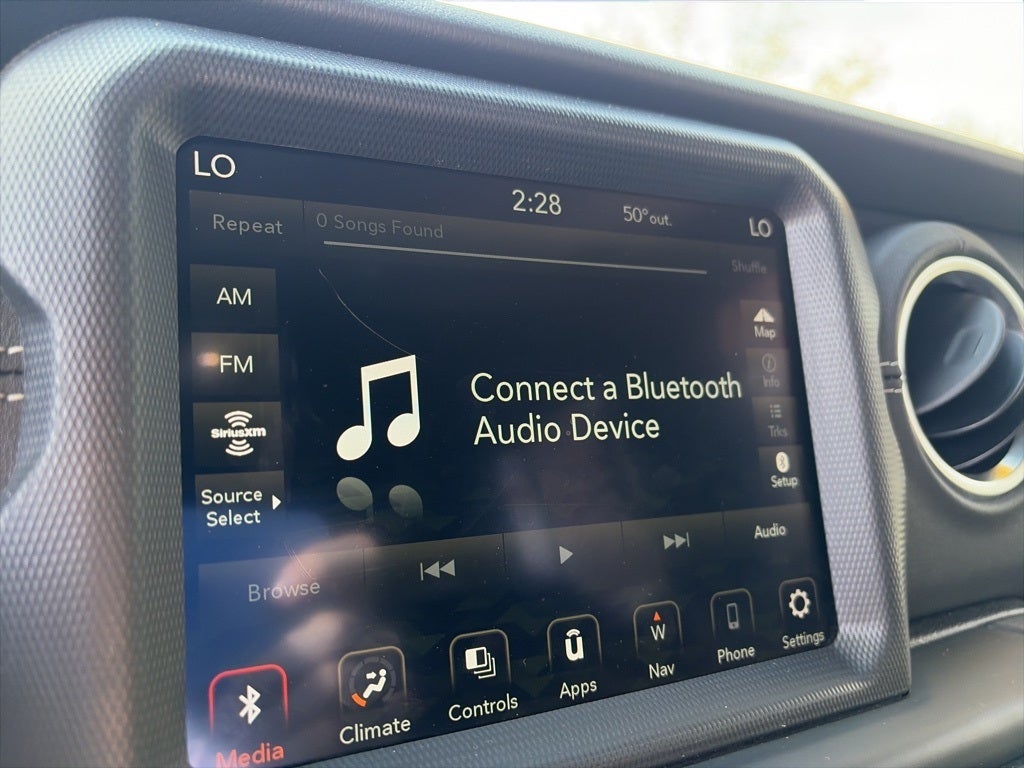 LO
2:28
50° out.
LO
Repeat
0 Songs Found
Shuffle
AM
FM
SiriusXM
Source
Select
Connect a Bluetooth
Audio Device
Map
Info
Trks
Setup
Browse
Audio
Media
Climate
Controls
u
Apps
W
Nav
Phone
Settings